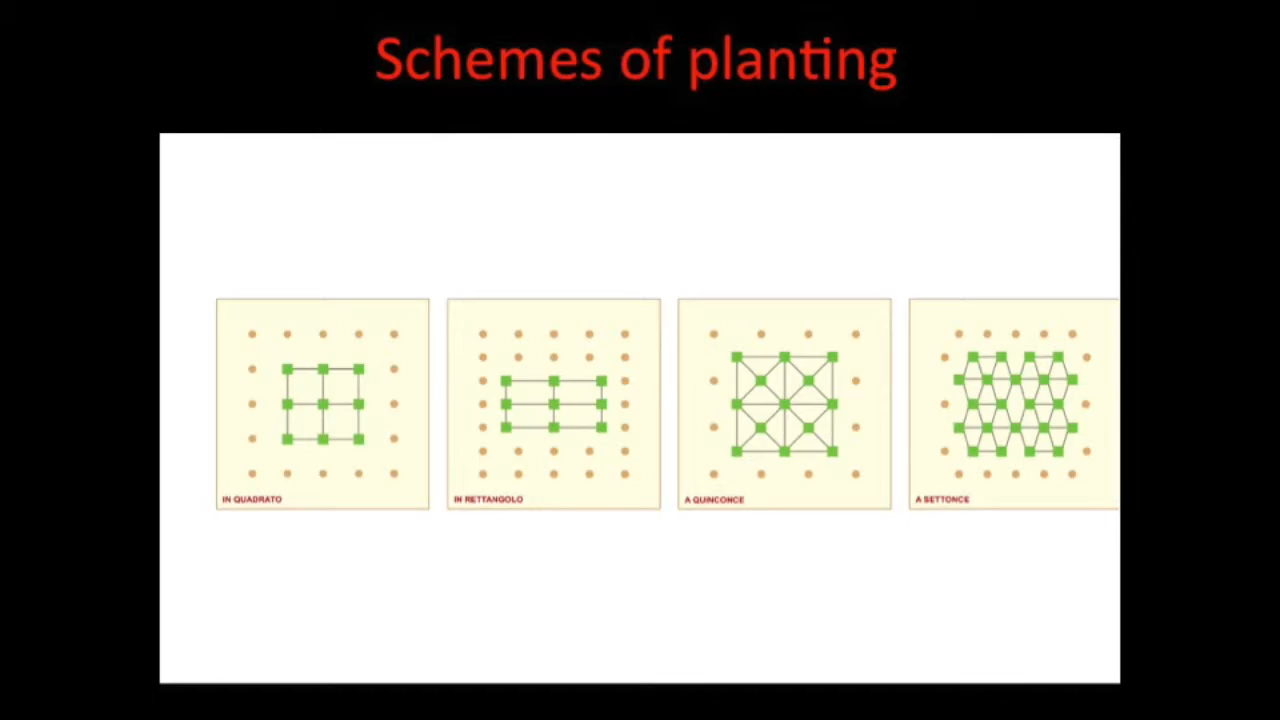 Schemes of planting
IN QUADRATO
IN RETTANGOLO
A QUINCONCE
A SETTONCE